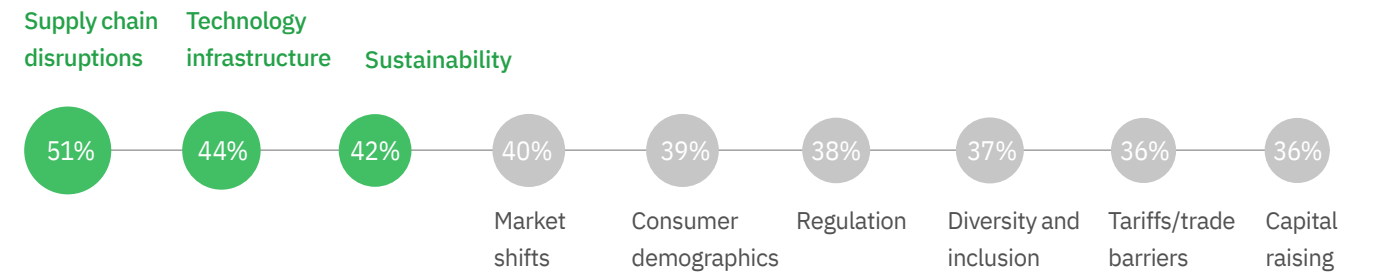 Supply chain
disruptions
Technology
infrastructure
Sustainability
51%
44%
42%
40%
39%
38%
37%
36%
36%
Market
shifts
Consumer
demographics
Regulation
Diversity and
inclusion
Tariffs/trade
barriers
Capital
raising